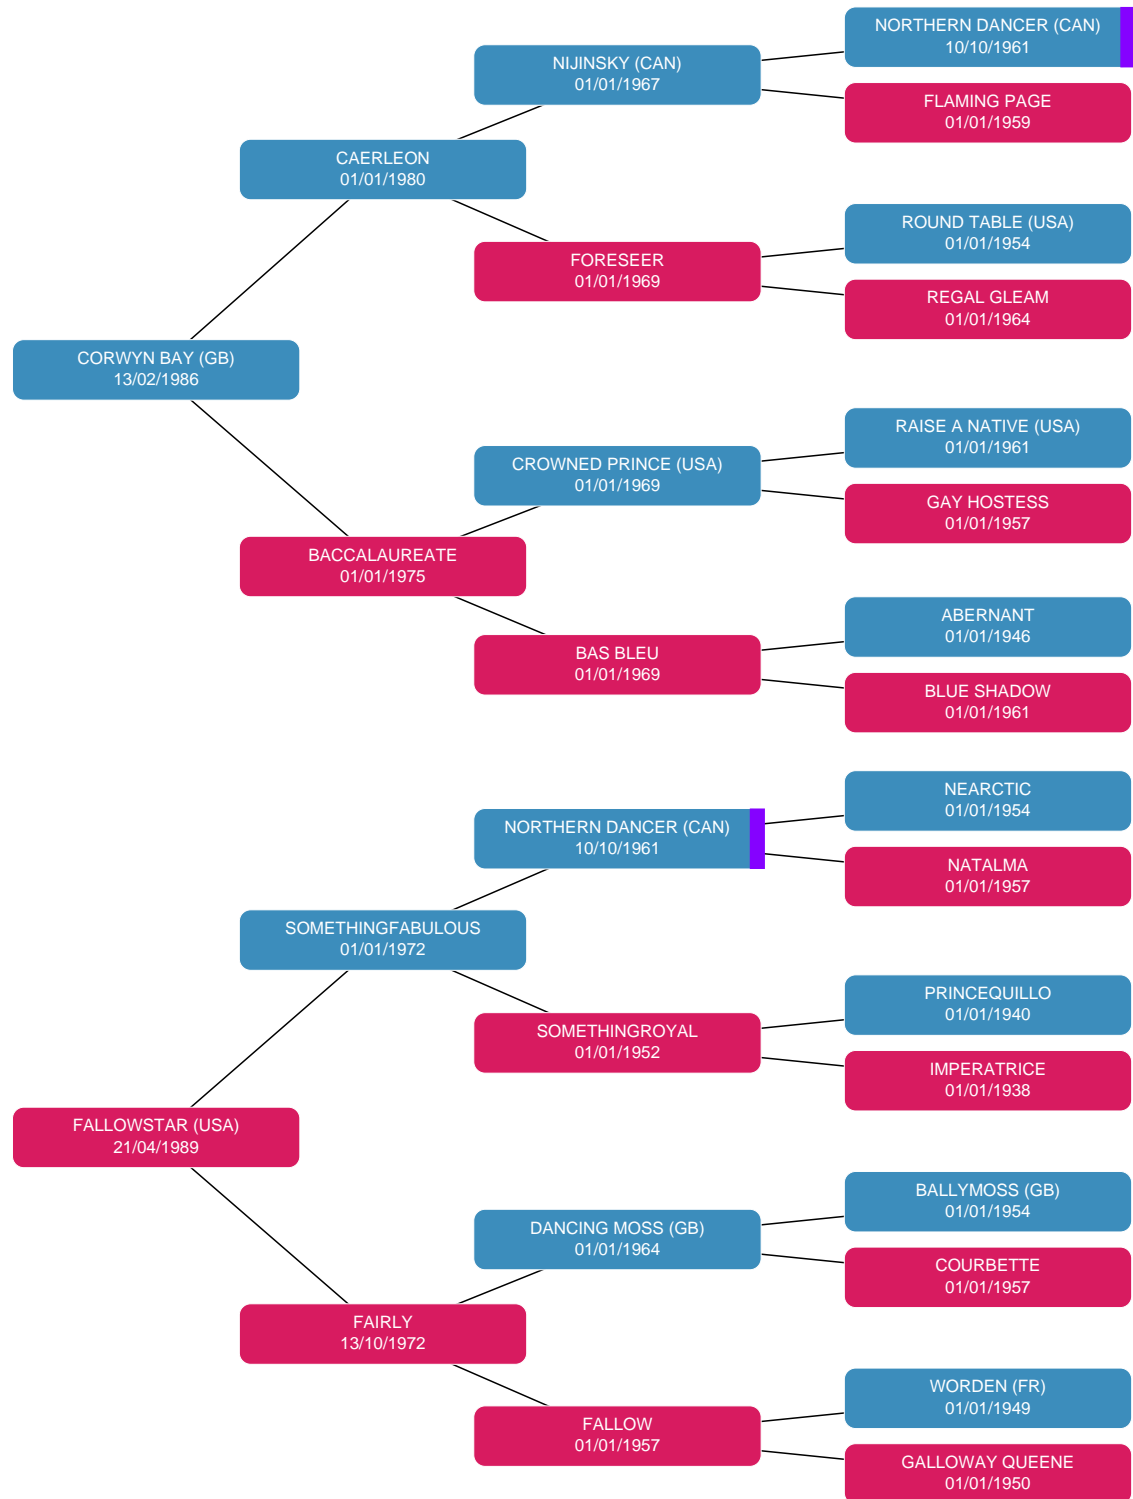 NORTHERN DANCER (CAN)
10/10/1961
NIJINSKY (CAN)
01/01/1967
FLAMING PAGE
01/01/1959
CAERLEON
01/01/1980
ROUND TABLE (USA)
01/01/1954
FORESEER
01/01/1969
REGAL GLEAM
01/01/1964
CORWYN BAY (GB)
13/02/1986
RAISE A NATIVE (USA)
01/01/1961
CROWNED PRINCE (USA)
01/01/1969
GAY HOSTESS
01/01/1957
BACCALAUREATE
01/01/1975
ABERNANT
01/01/1946
BAS BLEU
01/01/1969
BLUE SHADOW
01/01/1961
NEARCTIC
01/01/1954
NORTHERN DANCER (CAN)
10/10/1961
NATALMA
01/01/1957
SOMETHINGFABULOUS
01/01/1972
PRINCEQUILLO
01/01/1940
SOMETHINGROYAL
01/01/1952
IMPERATRICE
01/01/1938
FALLOWSTAR (USA)
21/04/1989
BALLYMOSS (GB)
01/01/1954
DANCING MOSS (GB)
01/01/1964
COURBETTE
01/01/1957
FAIRLY
13/10/1972
WORDEN (FR)
01/01/1949
FALLOW
01/01/1957
GALLOWAY QUEENE
01/01/1950